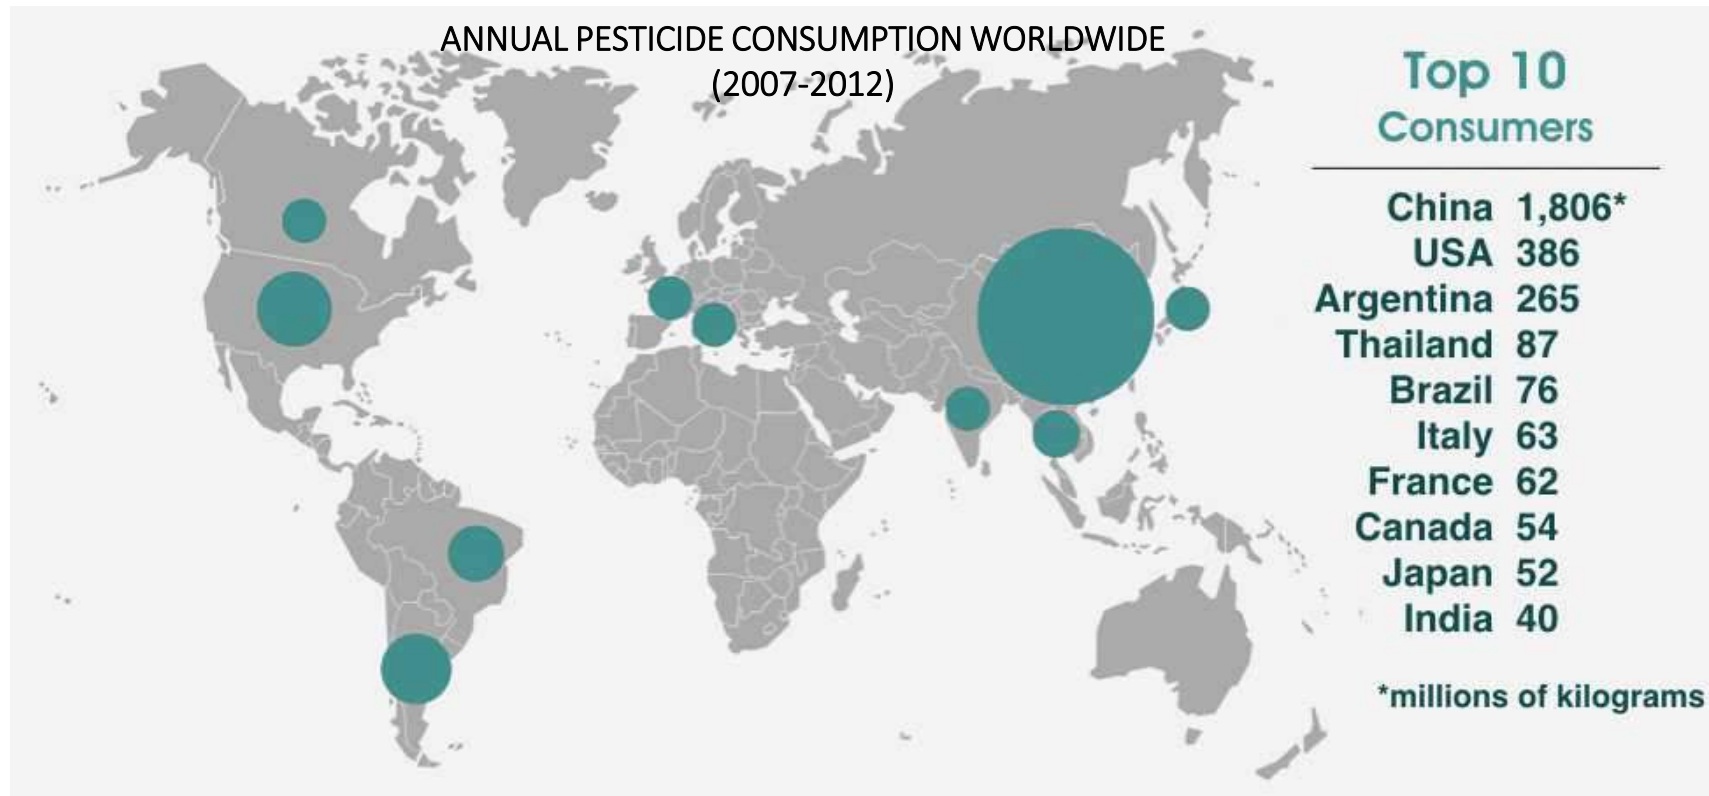 ANNUAL PESTICIDE CONSUMPTION WORLDWIDE
(2007-2012)
Top 10
Consumers
China 1,806*
USA 386
Argentina 265
Thailand 87
Brazil 76
Italy 63
France 62
Canada 54
Japan 52
India 40
*millions of kilograms